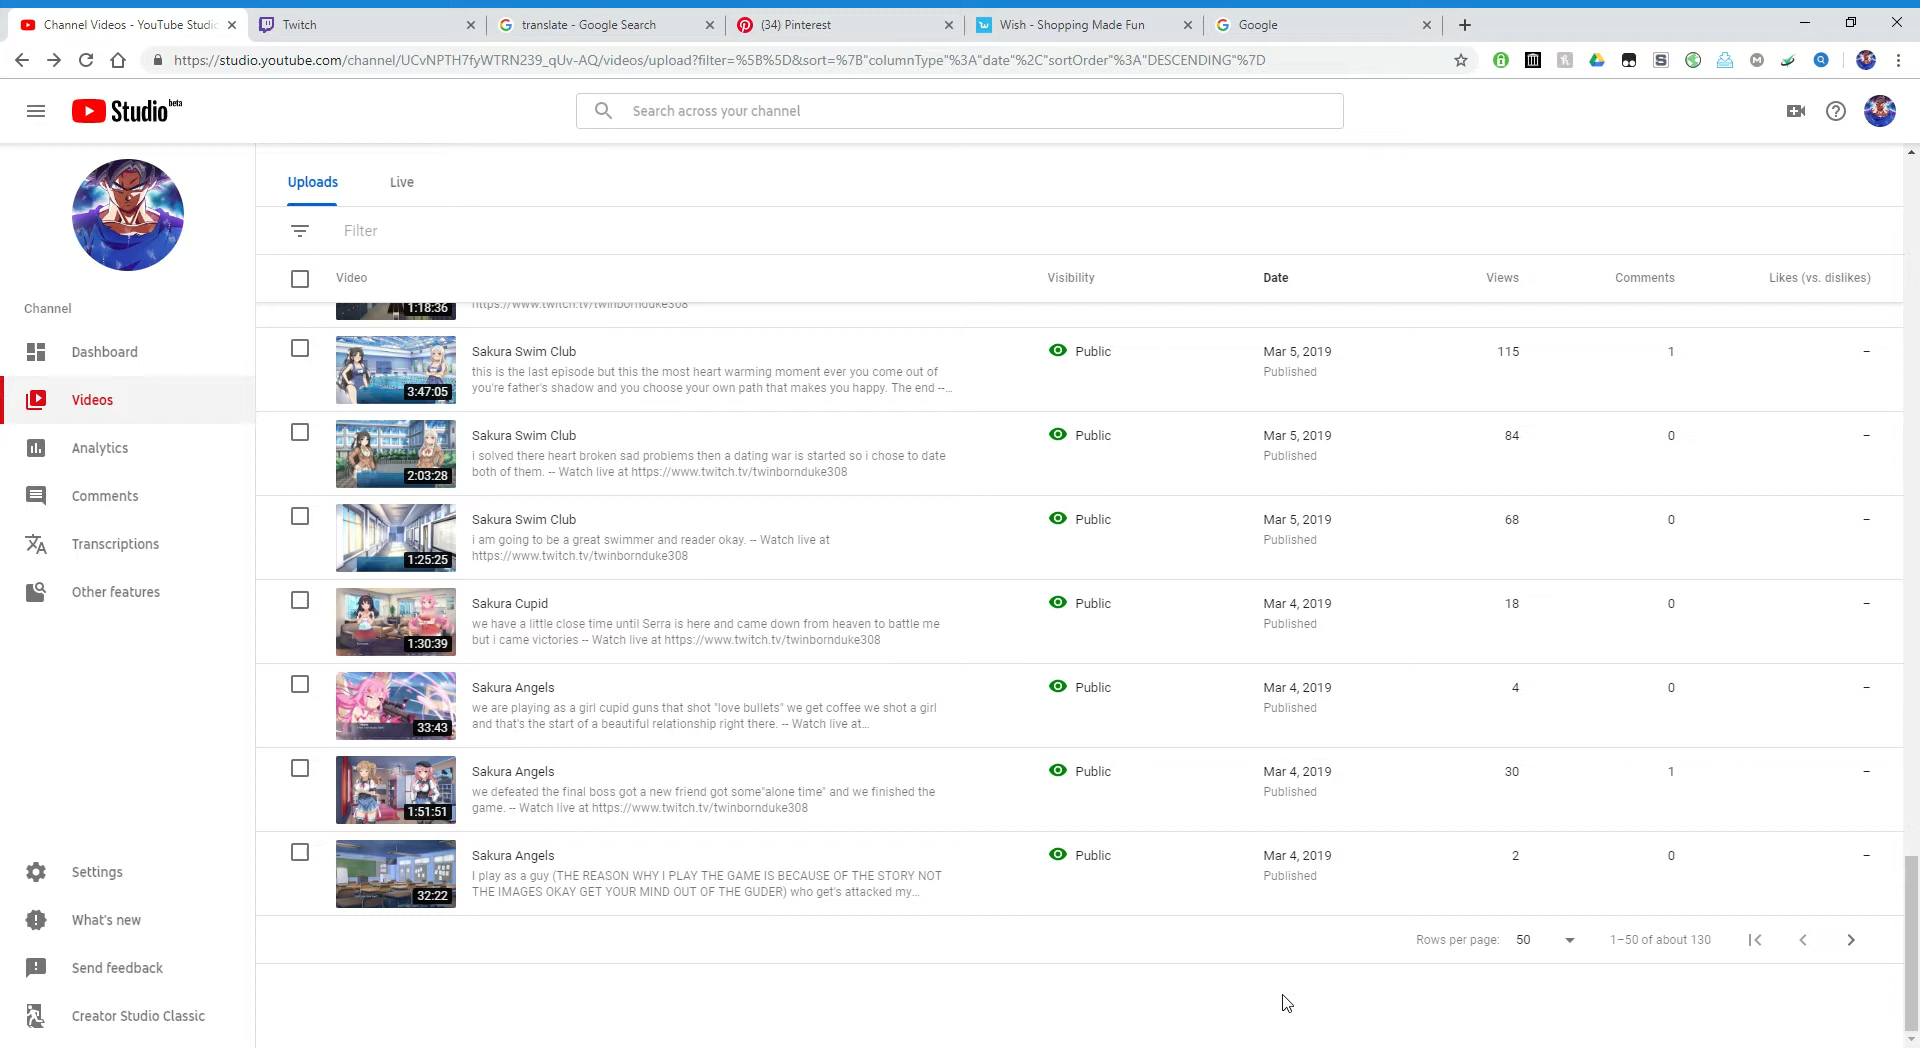 Channel Videos - YouTube Studio
Twitch
translate - Google Search
(34) Pinterest
Wish - Shopping Made Fun
Google
https://studio.youtube.com/channel/UCvNPTH7fyWTRN239_qUv-AQ/videos/upload?filter=%5B%5D&sort=%7B"columnType"%3A"date"%2C"sortOrder"%3A"DESCENDING"%7D
Studio beta
Search across your channel
Uploads
Live
Filter
Video
Visibility
Date
Views
Comments
Likes (vs. dislikes)
Channel
Dashboard
Videos
Analytics
Comments
Transcriptions
Other features
Settings
What's new
Send feedback
Creator Studio Classic
1:18:36
https://www.twitch.tv/twinbornduke308
Sakura Swim Club
this is the last episode but this the most heart warming moment ever you come out of
you're father's shadow and you choose your own path that makes you happy. The end --...
3:47:05
Public
Mar 5, 2019
Published
115
1
–
Sakura Swim Club
i solved there heart broken sad problems then a dating war is started so i chose to date
both of them. -- Watch live at https://www.twitch.tv/twinbornduke308
2:03:28
Public
Mar 5, 2019
Published
84
0
–
Sakura Swim Club
i am going to be a great swimmer and reader okay. -- Watch live at
https://www.twitch.tv/twinbornduke308
1:25:25
Public
Mar 5, 2019
Published
68
0
–
Sakura Cupid
we have a little close time until Serra is here and came down from heaven to battle me
but i came victories -- Watch live at https://www.twitch.tv/twinbornduke308
1:30:39
Public
Mar 4, 2019
Published
18
0
–
Sakura Angels
we are playing as a girl cupid guns that shot "love bullets" we get coffee we shot a girl
and that's the start of a beautiful relationship right there. -- Watch live at...
33:43
Public
Mar 4, 2019
Published
4
0
–
Sakura Angels
we defeated the final boss got a new friend got some"alone time" and we finished the
game. -- Watch live at https://www.twitch.tv/twinbornduke308
1:51:51
Public
Mar 4, 2019
Published
30
1
–
Sakura Angels
I play as a guy (THE REASON WHY I PLAY THE GAME IS BECAUSE OF THE STORY NOT
THE IMAGES OKAY GET YOUR MIND OUT OF THE GUDER) who get's attacked my...
32:22
Public
Mar 4, 2019
Published
2
0
–
Rows per page: 50
1–50 of about 130